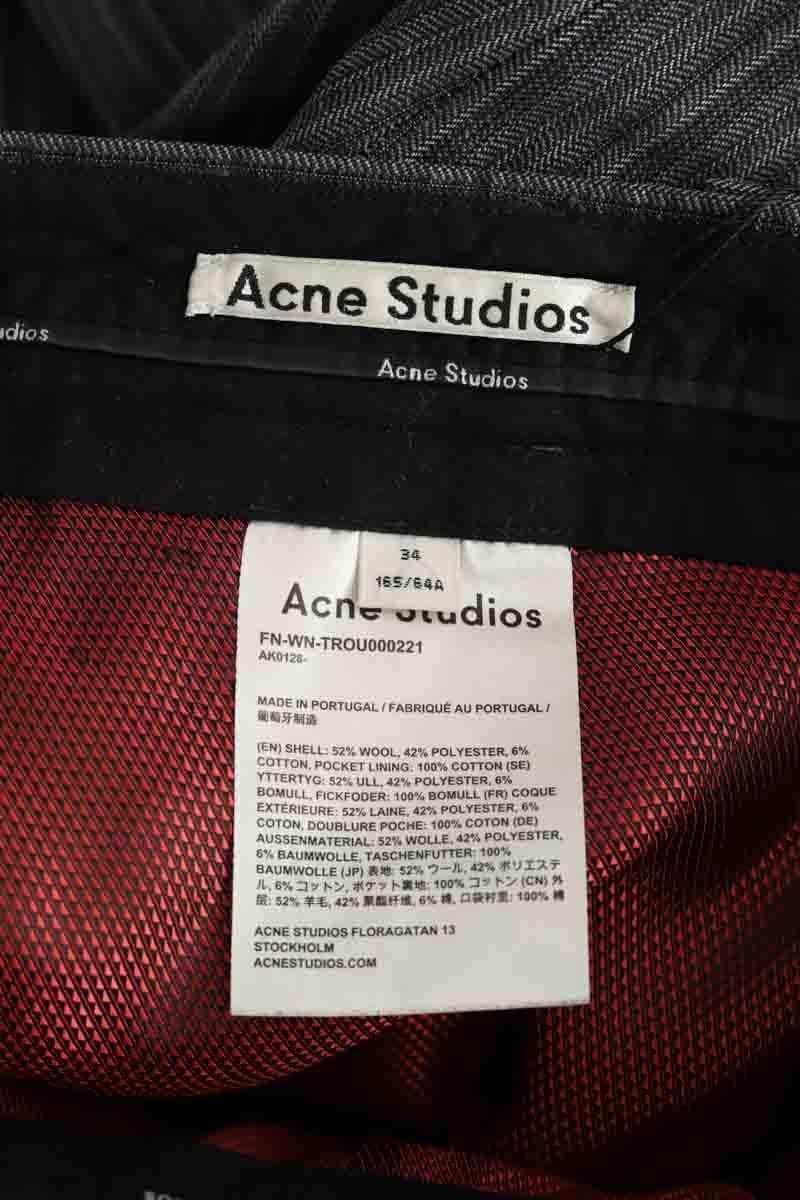 Acne Studios
udios
Acne Studios
34
165/64A
Acne Studios
FN-WN-TROU000221
AK0128-
MADE IN PORTUGAL / FABRIQUÉ AU PORTUGAL /
葡萄牙制造
(EN) SHELL: 52% WOOL, 42% POLYESTER, 6%
COTTON, POCKET LINING: 100% COTTON (SE)
YTTERTYG: 52% ULL, 42% POLYESTER, 6%
BOMULL, FICKFODER: 100% BOMULL (FR) COQUE
EXTÉRIEURE: 52% LAINE, 42% POLYESTER, 6%
COTON, DOUBLURE POCHE: 100% COTON (DE)
AUSSENMATERIAL: 52% WOLLE, 42% POLYESTER,
6% BAUMWOLLE, TASCHENFUTTER: 100%
BAUMWOLLE (JP) 表地: 52% ウール, 42% ポリエステ
ル, 6% コットン, ポケット裏地: 100% コットン (CN) 外
层: 52% 羊毛, 42% 聚酯纤维, 6% 棉, 口袋衬里: 100% 棉
ACNE STUDIOS FLORAGATAN 13
STOCKHOLM
ACNESTUDIOS.COM